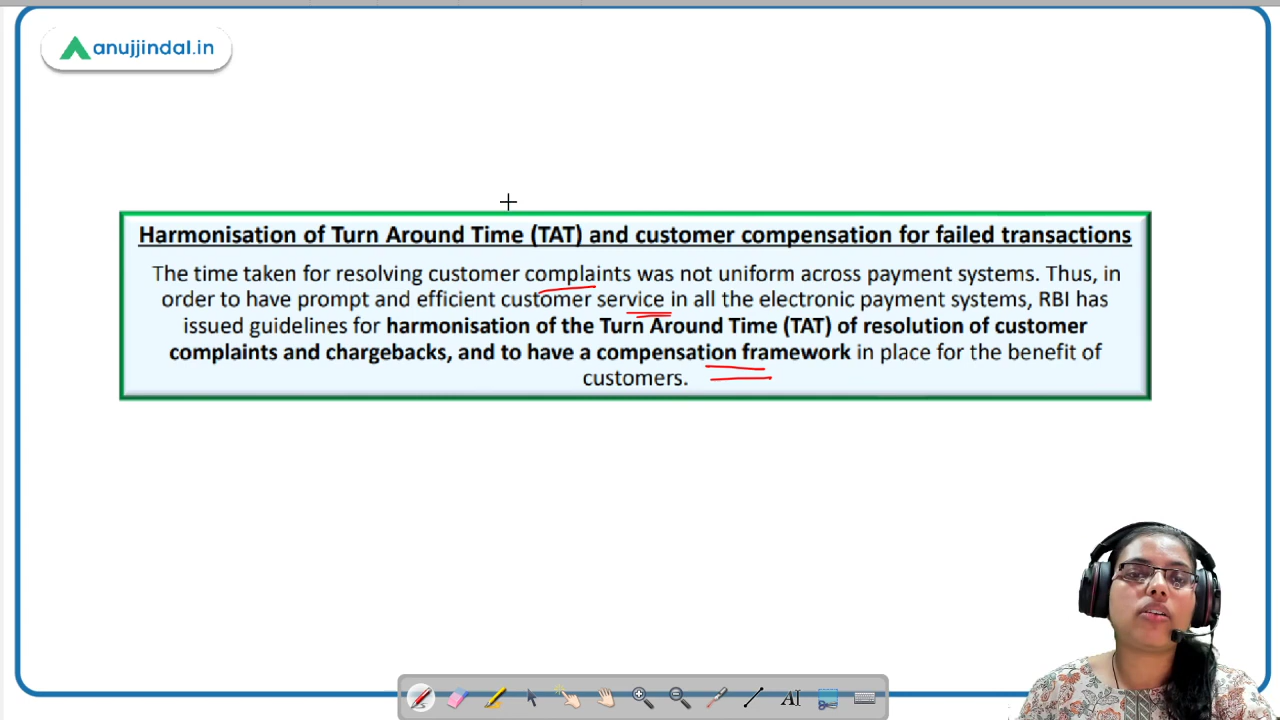 anujjindal.in
Harmonisation of Turn Around Time (TAT) and customer compensation for failed transactions
The time taken for resolving customer complaints was not uniform across payment systems. Thus, in
order to have prompt and efficient customer service in all the electronic payment systems, RBI has
issued guidelines for harmonisation of the Turn Around Time (TAT) of resolution of customer
complaints and chargebacks, and to have a compensation framework in place for the benefit of
customers.
AI